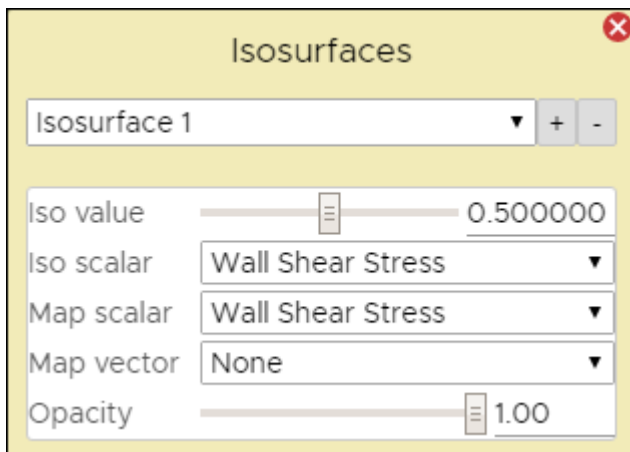 Isosurfaces
Isosurface 1 + -
Iso value 0.500000
Iso scalar Wall Shear Stress
Map scalar Wall Shear Stress
Map vector None
Opacity 1.00